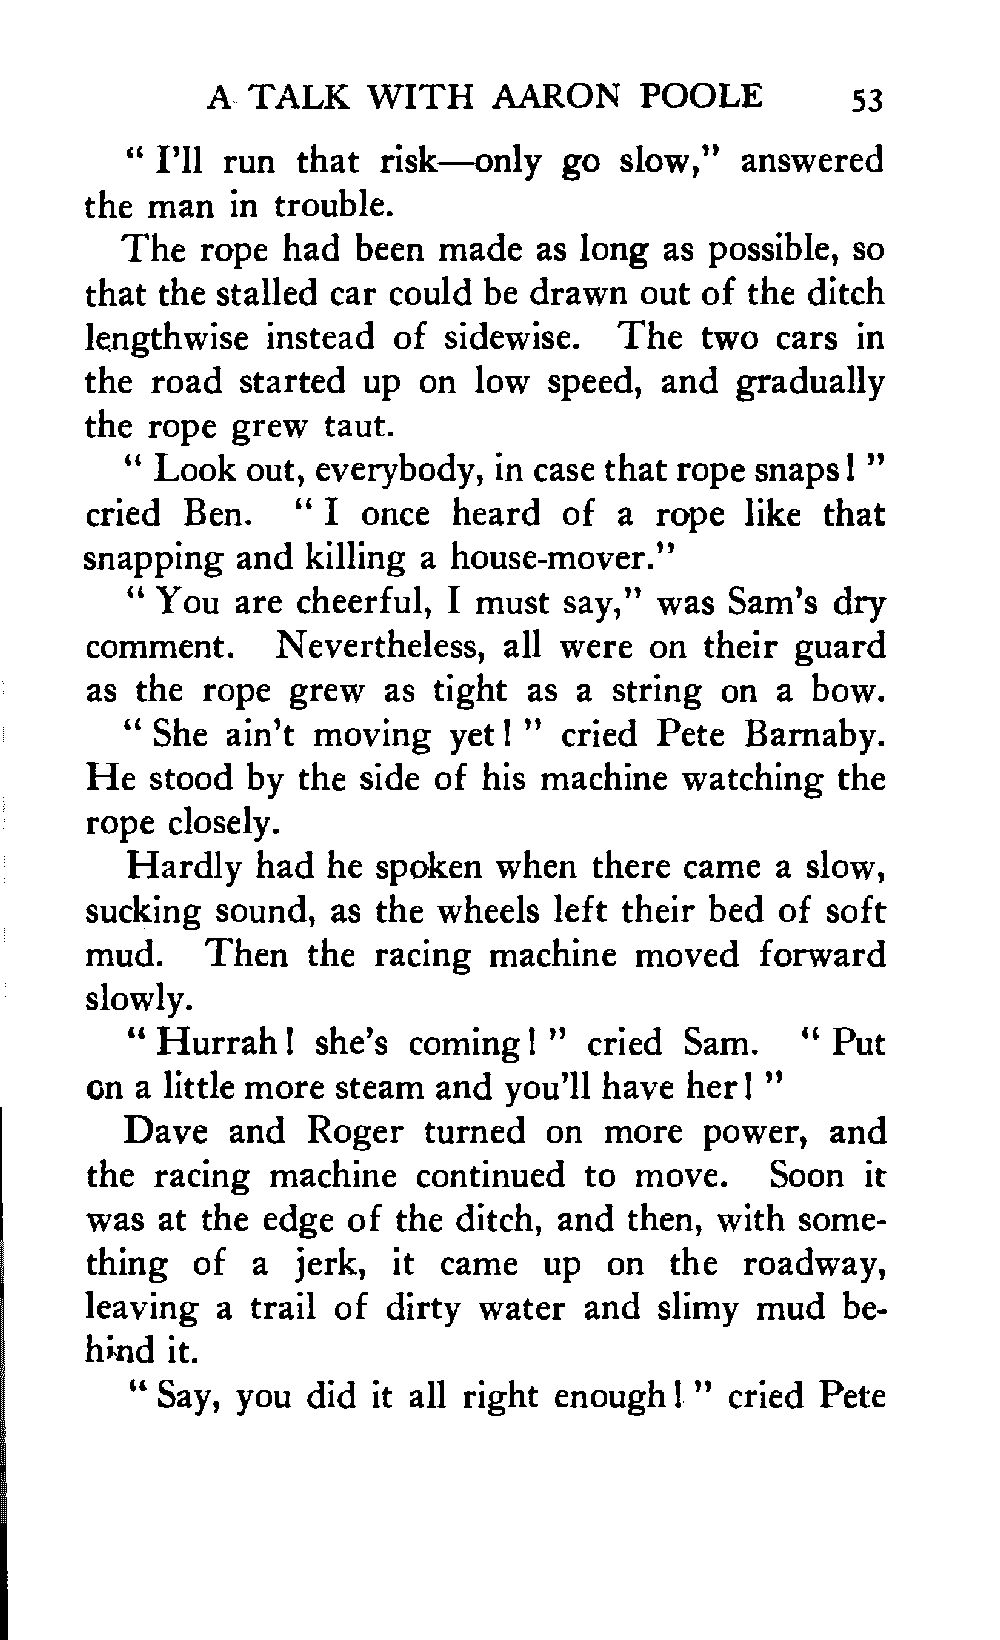 A TALK WITH AARON POOLE 53
" I'll run that risk—only go slow," answered
the man in trouble.
The rope had been made as long as possible, so
that the stalled car could be drawn out of the ditch
lengthwise instead of sidewise. The two cars in
the road started up on low speed, and gradually
the rope grew taut.
" Look out, everybody, in case that rope snaps! "
cried Ben. " I once heard of a rope like that
snapping and killing a house-mover."
" You are cheerful, I must say," was Sam's dry
comment. Nevertheless, all were on their guard
as the rope grew as tight as a string on a bow.
" She ain't moving yet! " cried Pete Barnaby.
He stood by the side of his machine watching the
rope closely.
Hardly had he spoken when there came a slow,
sucking sound, as the wheels left their bed of soft
mud. Then the racing machine moved forward
slowly.
" Hurrah! she's coming! " cried Sam. " Put
on a little more steam and you'll have her! "
Dave and Roger turned on more power, and
the racing machine continued to move. Soon it
was at the edge of the ditch, and then, with some-
thing of a jerk, it came up on the roadway,
leaving a trail of dirty water and slimy mud be-
hind it.
" Say, you did it all right enough! " cried Pete